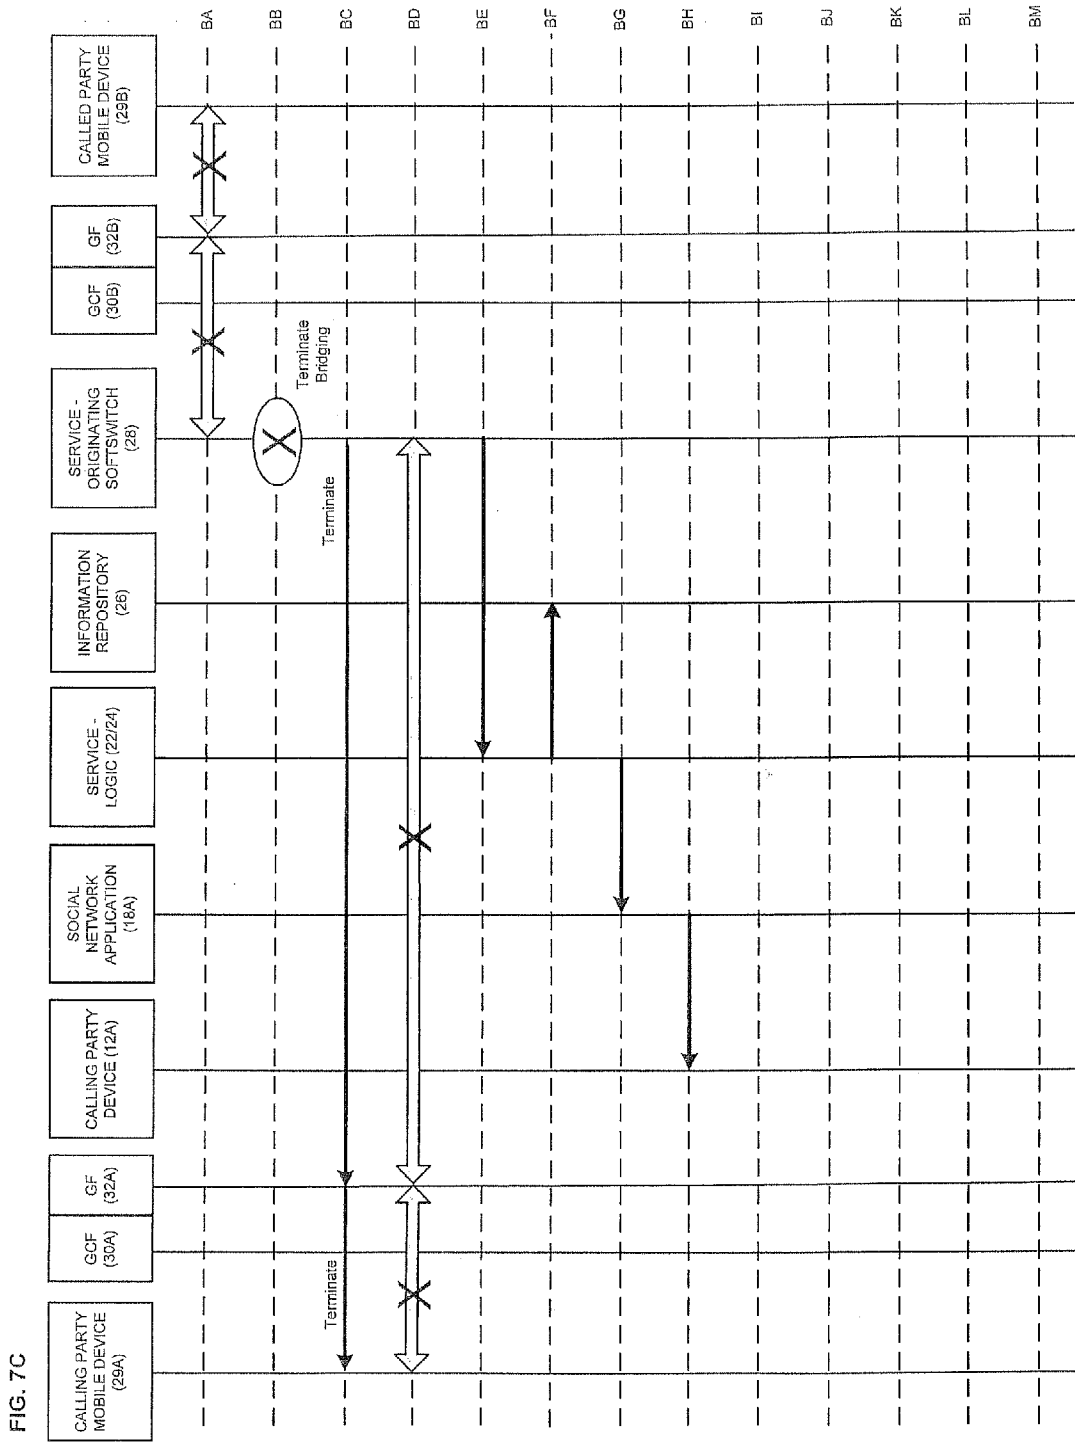 FIG. 7C
CALLING PARTY
MOBILE DEVICE
(29A)
GCF
(30A)
GF
(32A)
CALLING PARTY
DEVICE (12A)
SOCIAL
NETWORK
APPLICATION
(18A)
SERVICE -
LOGIC (22/24)
INFORMATION
REPOSITORY
(26)
SERVICE -
ORIGINATING
SOFTSWITCH
(28)
GCF
(30B)
GF
(32B)
CALLED PARTY
MOBILE DEVICE
(29B)
BA
Terminate
Bridging
BB
Terminate
Terminate
BC
BD
BE
BF
BG
BH
BI
BJ
BK
BL
BM